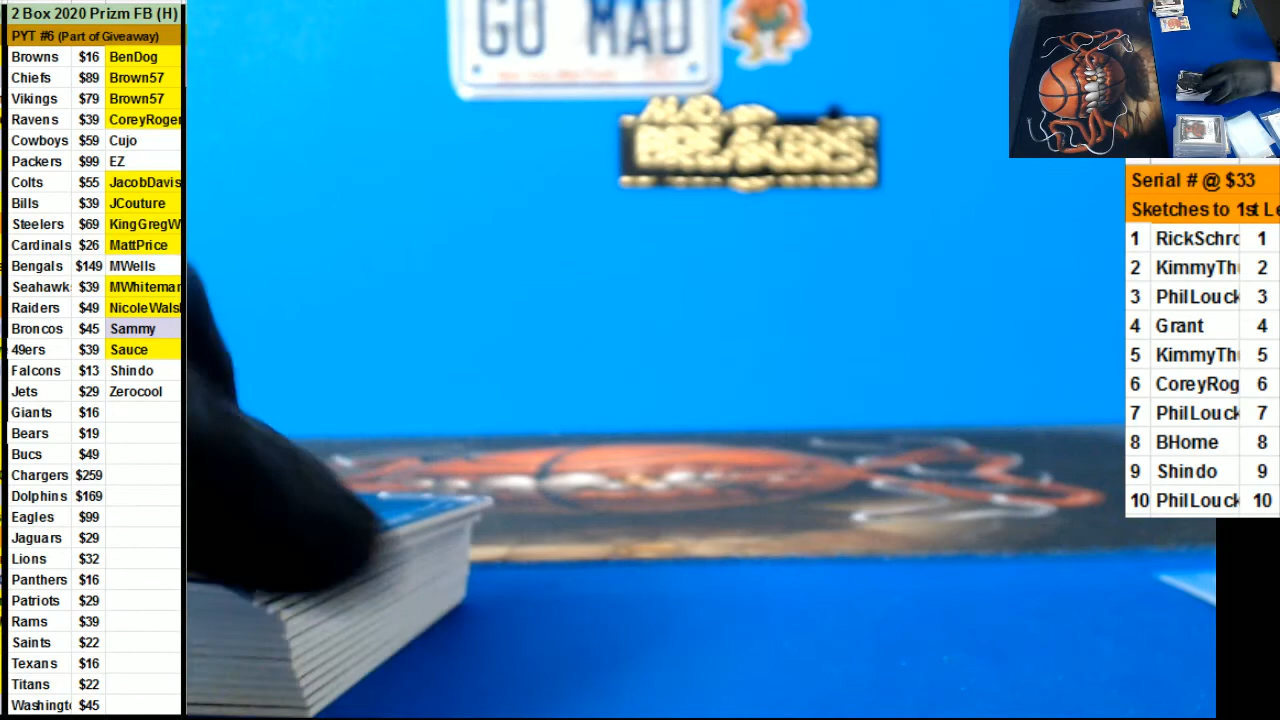 2 Box 2020 Prizm FB (H)
PYT #6 (Part of Giveaway)
Browns $16 BenDog
Chiefs $89 Brown57
Vikings $79 Brown57
Ravens $39 CoreyRoger
Cowboys $59 Cujo
Packers $99 EZ
Colts $55 JacobDavis
Bills $39 JCouture
Steelers $69 KingGregW
Cardinals $26 MattPrice
Bengals $149 MWells
Seahawk $39 MWhiteman
Raiders $49 NicoleWals
Broncos $45 Sammy
49ers $39 Sauce
Falcons $13 Shindo
Jets $29 Zerocool
Giants $16
Bears $19
Bucs $49
Chargers $259
Dolphins $169
Eagles $99
Jaguars $29
Lions $32
Panthers $16
Patriots $29
Rams $39
Saints $22
Texans $16
Titans $22
Washingt $45
GO MAD
BREAKERS
Serial # @ $33
Sketches to 1st Le
1 RickSchro 1
2 KimmyTh 2
3 PhilLouck 3
4 Grant 4
5 KimmyTh 5
6 CoreyRog 6
7 PhilLouck 7
8 BHome 8
9 Shindo 9
10 PhilLouck 10